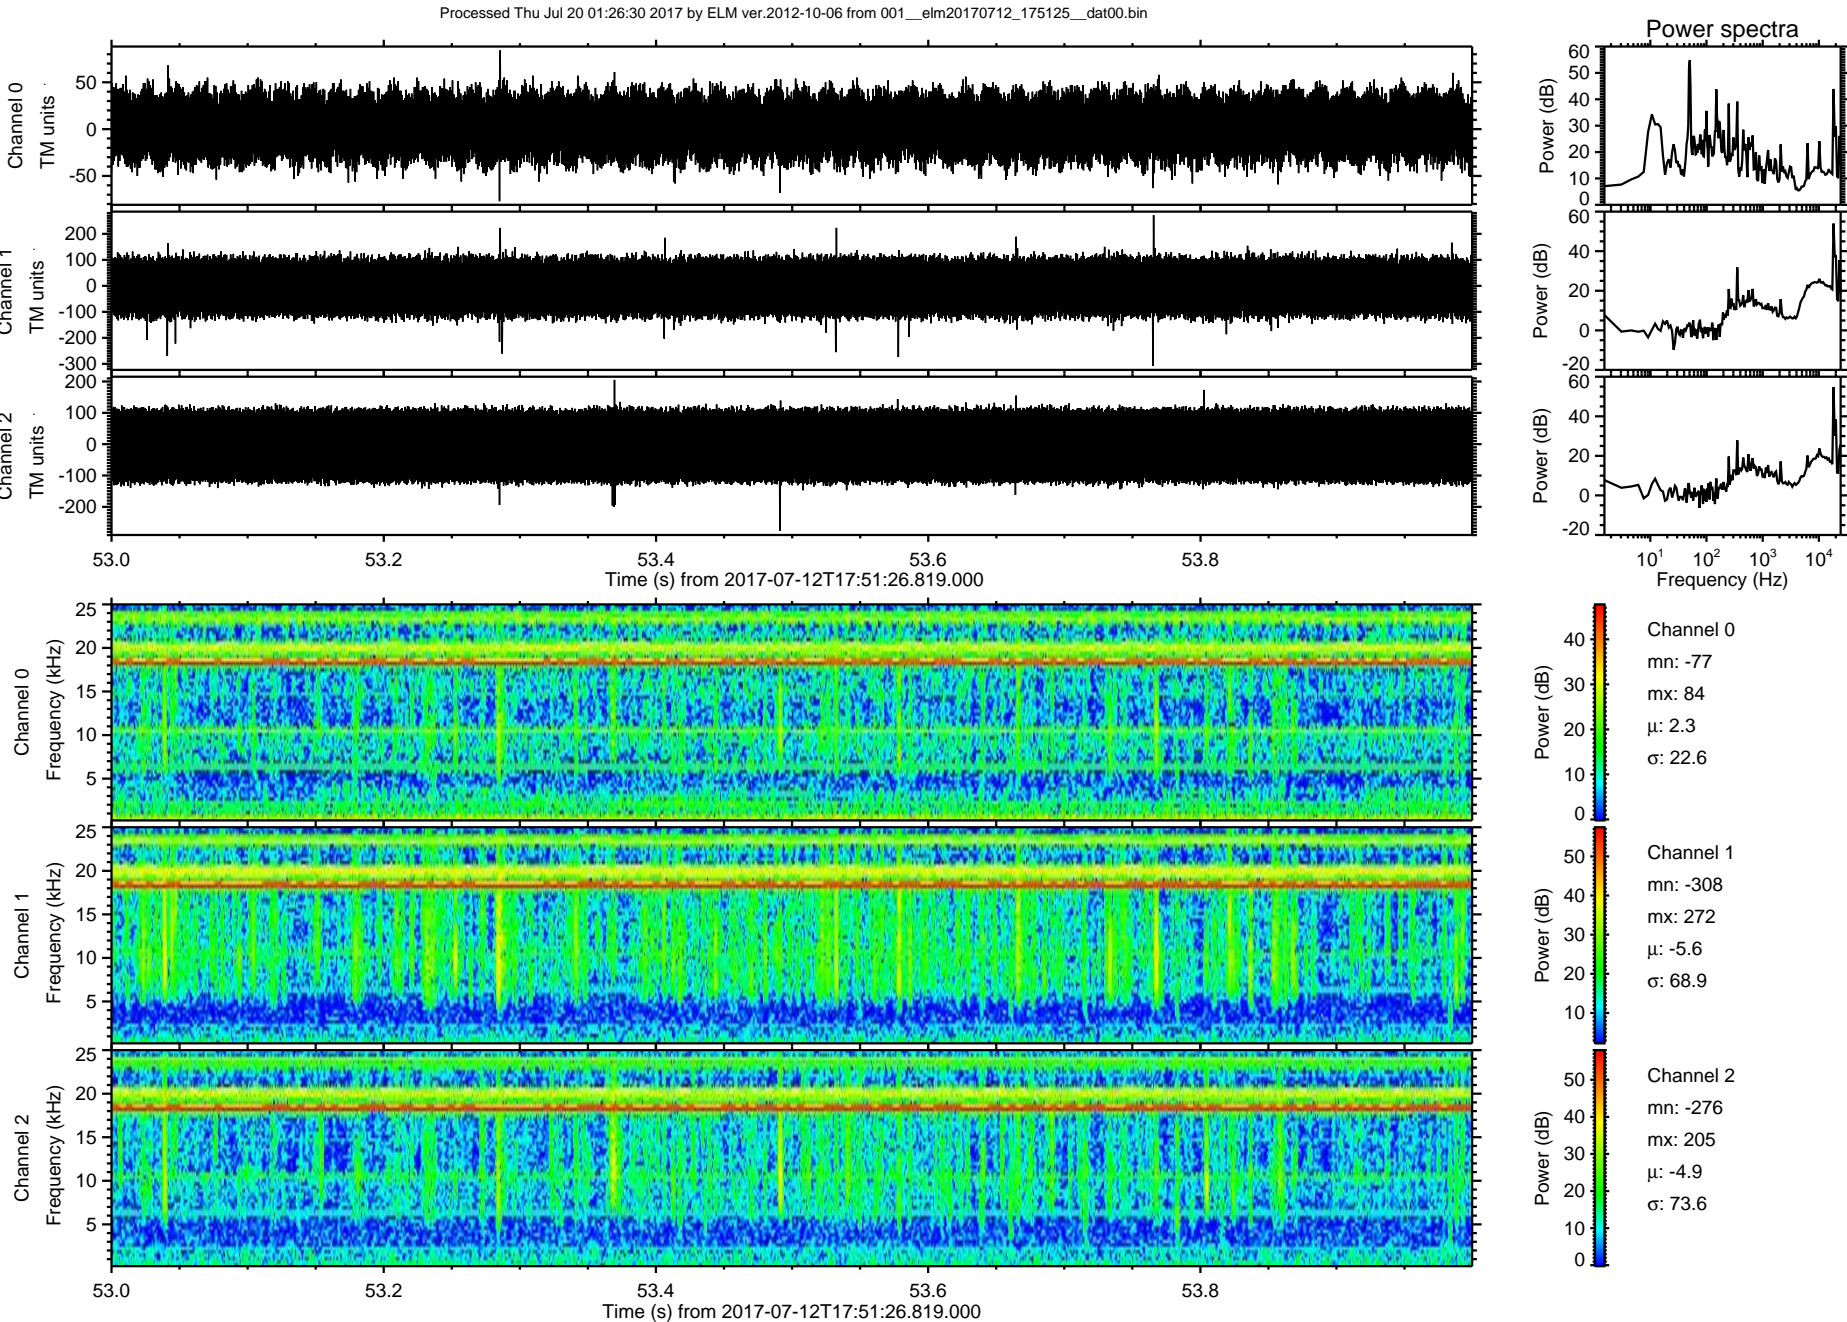 Processed Thu Jul 20 01:26:30 2017 by ELM ver.2012-10-06 from 001__elm20170712_175125__dat00.bin
Power spectra
Channel 0
TM units
50
0
-50
Power (dB)
60
50
40
30
20
10
0
Channel 1
TM units
200
100
0
-100
-200
-300
Power (dB)
60
40
20
0
-20
Channel 2
TM units
200
100
0
-100
-200
Power (dB)
60
40
20
0
-20
53.0 53.2 53.4 53.6 53.8
Time (s) from 2017-07-12T17:51:26.819.000
10¹ 10² 10³ 10⁴
Frequency (Hz)
Channel 0
Frequency (kHz)
25
20
15
10
5
Power (dB)
40
30
20
10
0
Channel 0
mn: -77
mx: 84
μ: 2.3
σ: 22.6
Channel 1
Frequency (kHz)
25
20
15
10
5
Power (dB)
50
40
30
20
10
Channel 1
mn: -308
mx: 272
μ: -5.6
σ: 68.9
Channel 2
Frequency (kHz)
25
20
15
10
5
Power (dB)
50
40
30
20
10
0
Channel 2
mn: -276
mx: 205
μ: -4.9
σ: 73.6
53.0 53.2 53.4 53.6 53.8
Time (s) from 2017-07-12T17:51:26.819.000